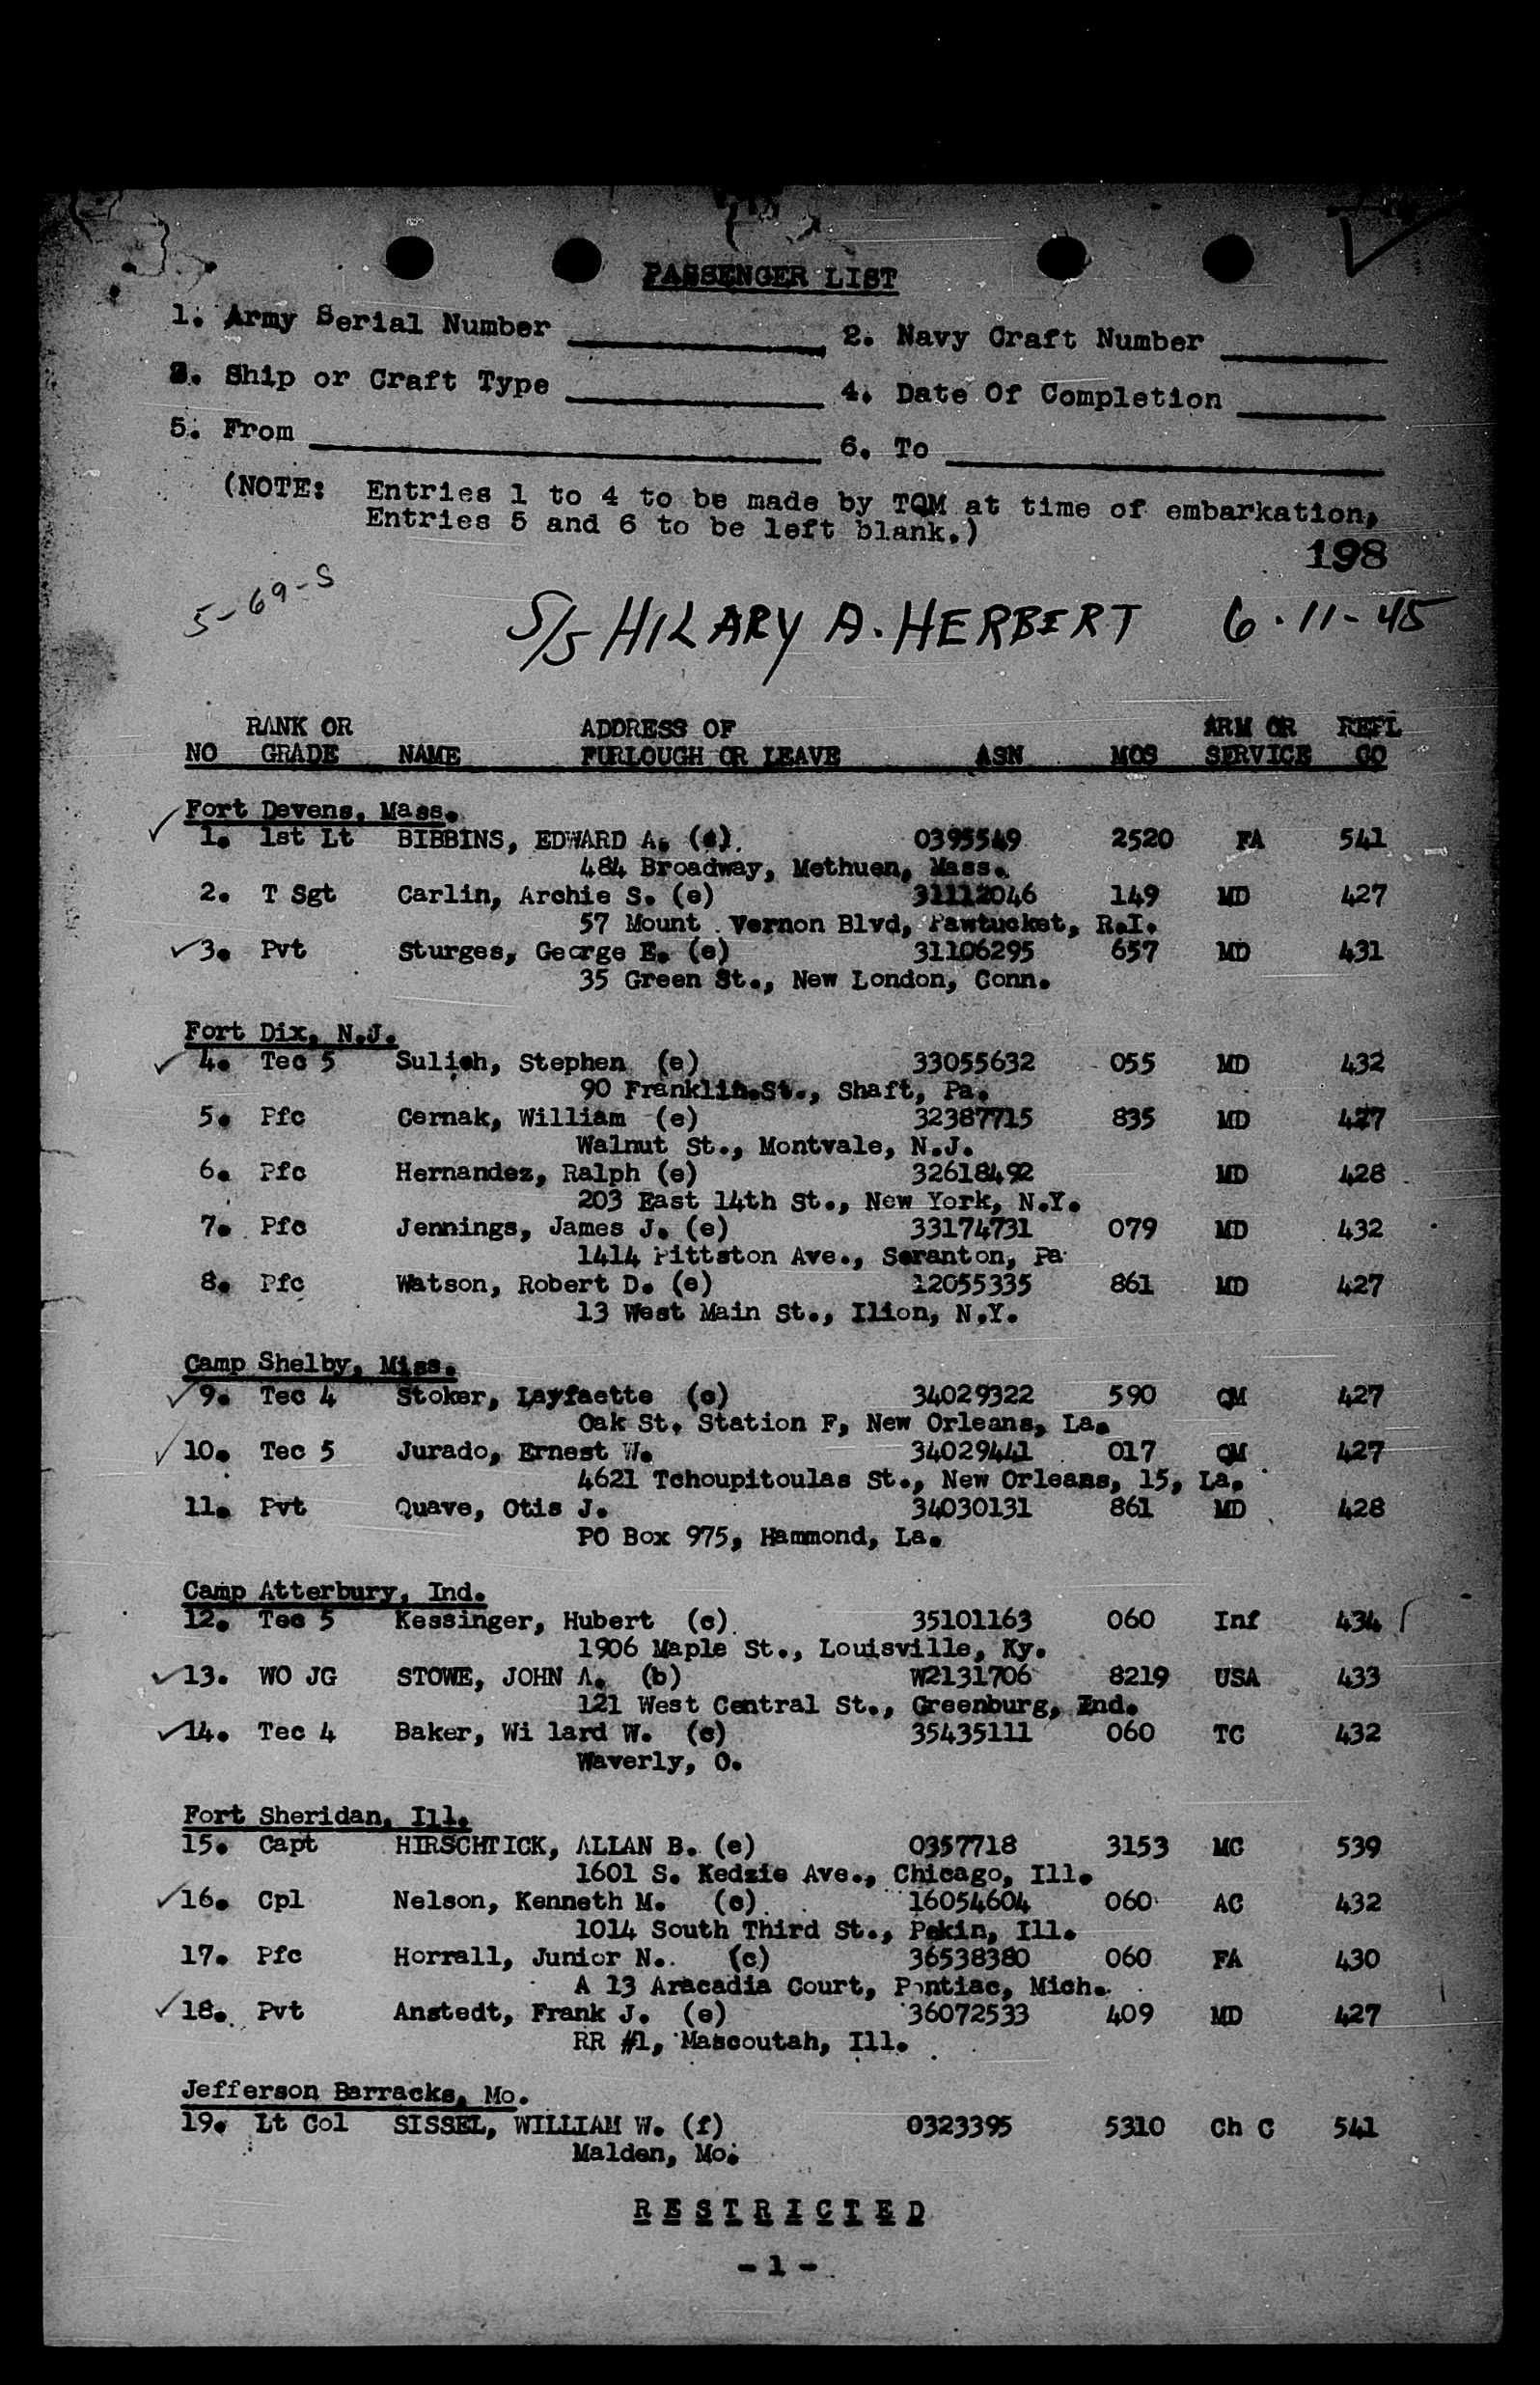 PASSENGER LIST
1. Army Serial Number ____________ 2. Navy Craft Number ________
3. Ship or Craft Type ____________ 4. Date Of Completion ________
5. From ____________ 6. To ____________
(NOTE: Entries 1 to 4 to be made by TQM at time of embarkation,
Entries 5 and 6 to be left blank.)
198
5-69-S
S/S HILARY A. HERBERT 6-11-45
RANK OR ADDRESS OF ARM OR REPL
NO GRADE NAME FURLOUGH OR LEAVE ASN MOS SERVICE CO
Fort Devens, Mass.
1. 1st Lt BIBBINS, EDWARD A. 0395549 2520 FA 541
484 Broadway, Methuen, Mass.
2. T Sgt Carlin, Archie S. (e) 31112046 149 MD 427
57 Mount Vernon Blvd, Pawtucket, R.I.
3. Pvt Sturges, George E. (e) 31106295 657 MD 431
35 Green St., New London, Conn.
Fort Dix, N.J.
4. Tec 5 Sulich, Stephen (e) 33055632 055 MD 432
90 Franklin St., Shaft, Pa.
5. Pfc Cernak, William (e) 32387715 835 MD 427
Walnut St., Montvale, N.J.
6. Pfc Hernandez, Ralph (e) 32618492 MD 428
203 East 14th St., New York, N.Y.
7. Pfc Jennings, James J. (e) 33174731 079 MD 432
1414 Pittston Ave., Scranton, Pa
8. Pfc Watson, Robert D. (e) 12055335 861 MD 427
13 West Main St., Ilion, N.Y.
Camp Shelby, Miss.
9. Tec 4 Stoker, Layfaette (c) 34029322 590 QM 427
Oak St. Station F, New Orleans, La.
10. Tec 5 Jurado, Ernest W. 34029441 017 QM 427
4621 Tchoupitoulas St., New Orleans, 15, La.
11. Pvt Quave, Otis J. 34030131 861 MD 428
PO Box 975, Hammond, La.
Camp Atterbury, Ind.
12. Tec 5 Kessinger, Hubert (c) 35101163 060 Inf 434
1906 Maple St., Louisville, Ky.
13. WO JG STOWE, JOHN A. (b) W2131706 8219 USA 433
121 West Central St., Greenburg, Ind.
14. Tec 4 Baker, Wi lard W. (c) 35435111 060 TC 432
Waverly, O.
Fort Sheridan, Ill.
15. Capt HIRSCHTICK, ALLAN B. (e) 0357718 3153 MC 539
1601 S. Kedzie Ave., Chicago, Ill.
16. Cpl Nelson, Kenneth M. (c) 16054604 060 AC 432
1014 South Third St., Pekin, Ill.
17. Pfc Horrall, Junior N. (c) 36538380 060 FA 430
A 13 Aracadia Court, Pontiac, Mich.
18. Pvt Anstedt, Frank J. (e) 36072533 409 MD 427
RR #1, Mascoutah, Ill.
Jefferson Barracks, Mo.
19. Lt Col SISSEL, WILLIAM W. (f) 0323395 5310 Ch C 541
Malden, Mo.
R E S T R I C T E D
- 1 -